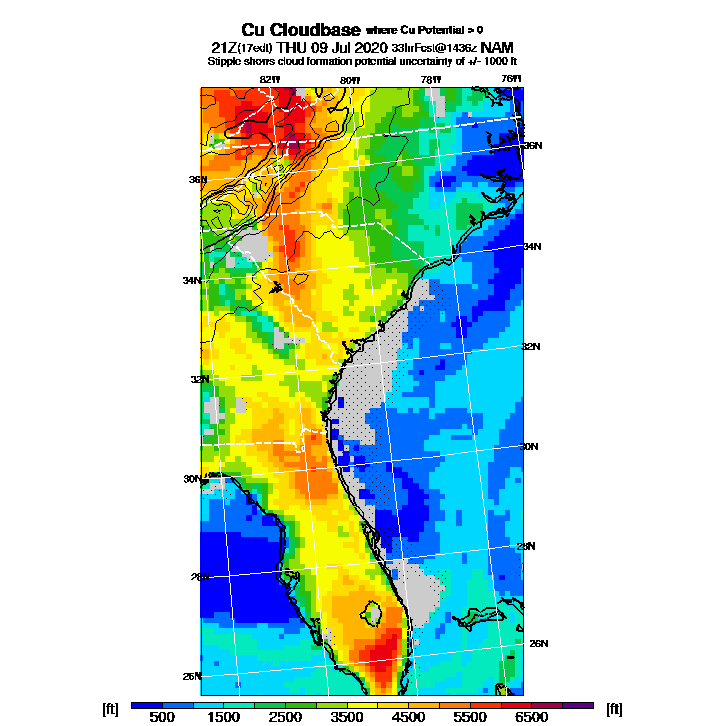 Cu Cloudbase where Cu Potential > 0
21Z(17edt) THU 09 Jul 2020 33hrFcst@1436z NAM
Stipple shows cloud formation potential uncertainty of +/- 1000 ft
82W 80W 78W 76W
36N
36N
34N
34N
32N
32N
30N
30N
28N
28N
26N
26N
[ft] 500 1500 2500 3500 4500 5500 6500 [ft]